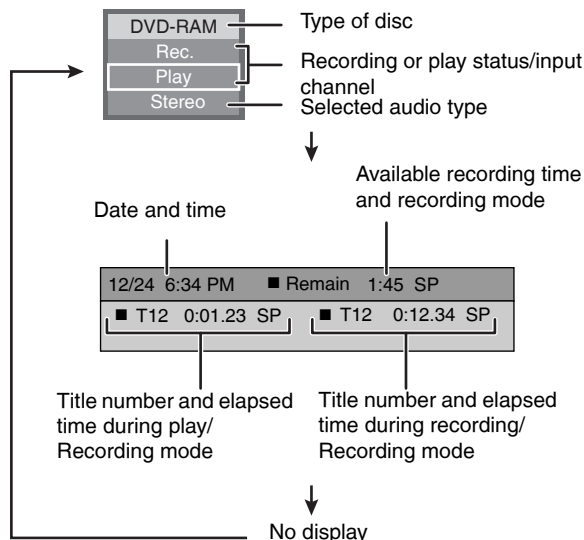 DVD-RAM
Type of disc
Rec.
Play
Recording or play status/input
channel
Stereo
Selected audio type
Available recording time
and recording mode
Date and time
12/24 6:34 PM ■ Remain 1:45 SP
■ T12 0:01.23 SP ■ T12 0:12.34 SP
Title number and elapsed
time during play/
Recording mode
Title number and elapsed
time during recording/
Recording mode
No display